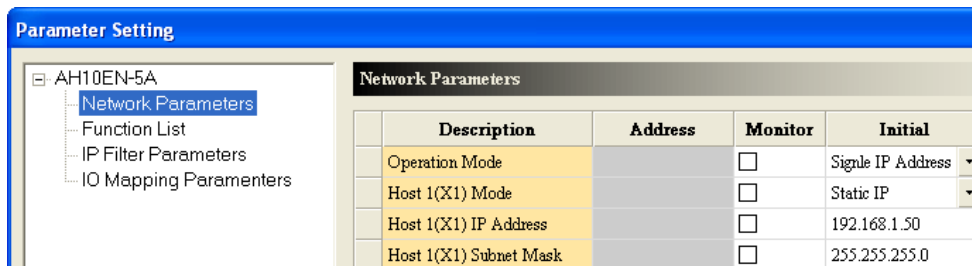 Parameter Setting
AH10EN-5A
Network Parameters
Function List
IP Filter Parameters
IO Mapping Paramenters
Network Parameters
Description Address Monitor Initial
Operation Mode Signle IP Address
Host 1(X1) Mode Static IP
Host 1(X1) IP Address 192.168.1.50
Host 1(X1) Subnet Mask 255.255.255.0